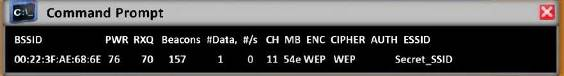 C:\ Command Prompt
BSSID PWR RXQ Beacons #Data, #/s CH MB ENC CIPHER AUTH ESSID
00:22:3F:AE:68:6E 76 70 157 1 0 11 54e WEP WEP Secret_SSID